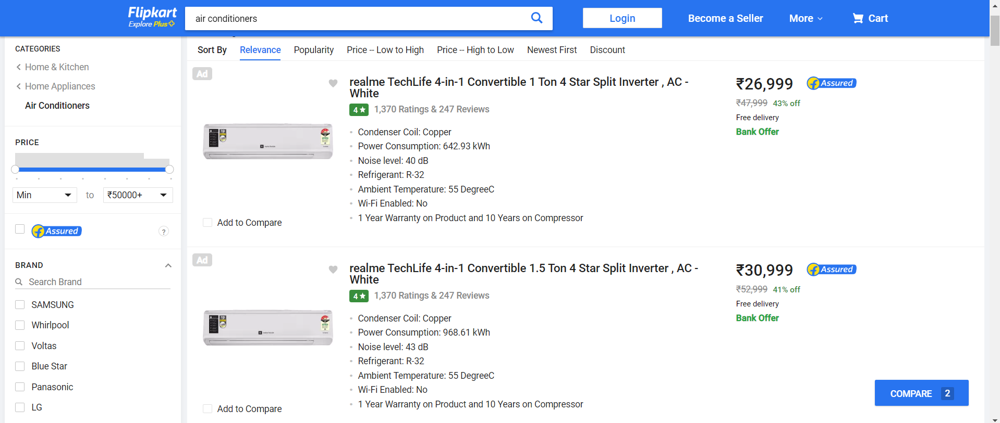 Flipkart
Explore Plus
air conditioners
Login
Become a Seller
More
Cart
CATEGORIES
Home & Kitchen
Home Appliances
Air Conditioners
PRICE
Min
to
₹50000+
Assured
?
BRAND
Search Brand
SAMSUNG
Whirlpool
Voltas
Blue Star
Panasonic
LG
Sort By
Relevance
Popularity
Price -- Low to High
Price -- High to Low
Newest First
Discount
Ad
realme TechLife 4-in-1 Convertible 1 Ton 4 Star Split Inverter , AC -
White
4★ 1,370 Ratings & 247 Reviews
Condenser Coil: Copper
Power Consumption: 642.93 kWh
Noise level: 40 dB
Refrigerant: R-32
Ambient Temperature: 55 DegreeC
Wi-Fi Enabled: No
1 Year Warranty on Product and 10 Years on Compressor
Add to Compare
₹26,999
Assured
₹47,999 43% off
Free delivery
Bank Offer
Ad
realme TechLife 4-in-1 Convertible 1.5 Ton 4 Star Split Inverter , AC -
White
4★ 1,370 Ratings & 247 Reviews
Condenser Coil: Copper
Power Consumption: 968.61 kWh
Noise level: 43 dB
Refrigerant: R-32
Ambient Temperature: 55 DegreeC
Wi-Fi Enabled: No
1 Year Warranty on Product and 10 Years on Compressor
Add to Compare
₹30,999
Assured
₹52,999 41% off
Free delivery
Bank Offer
COMPARE 2